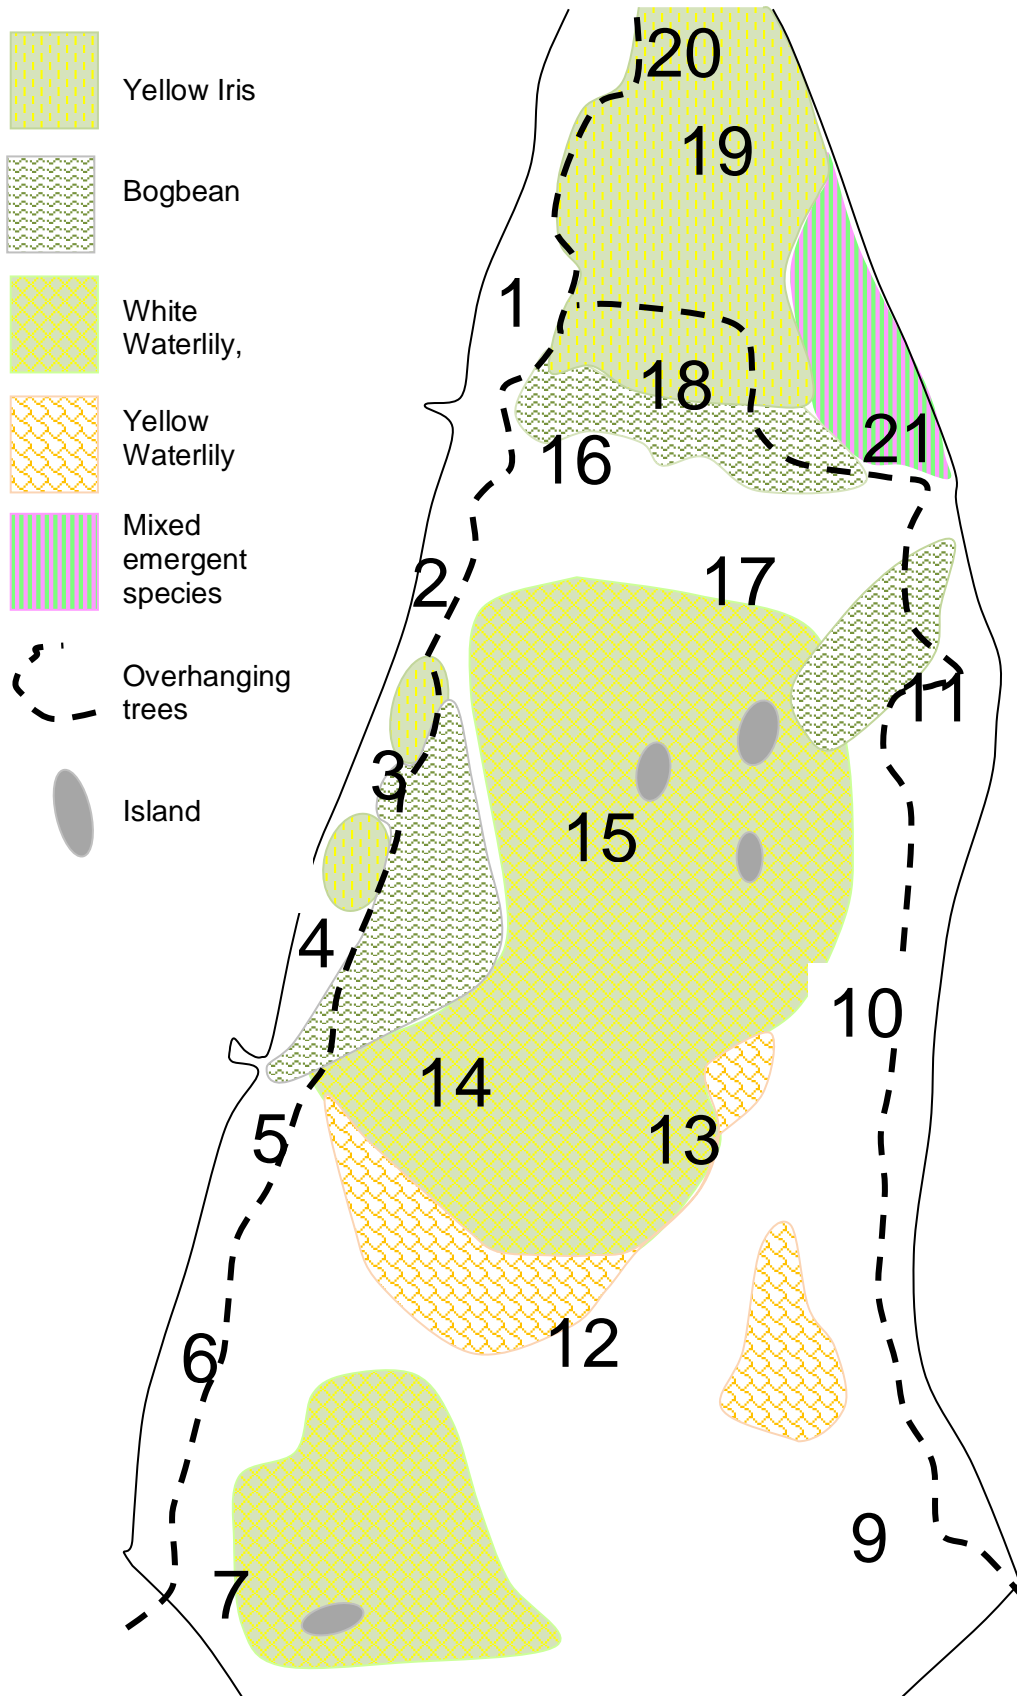 Yellow Iris
Bogbean
White
Waterlily,
Yellow
Waterlily
Mixed
emergent
species
Overhanging
trees
Island
20
19
1
18
21
16
2
17
11
3
15
4
10
14
5
13
12
6
9
7